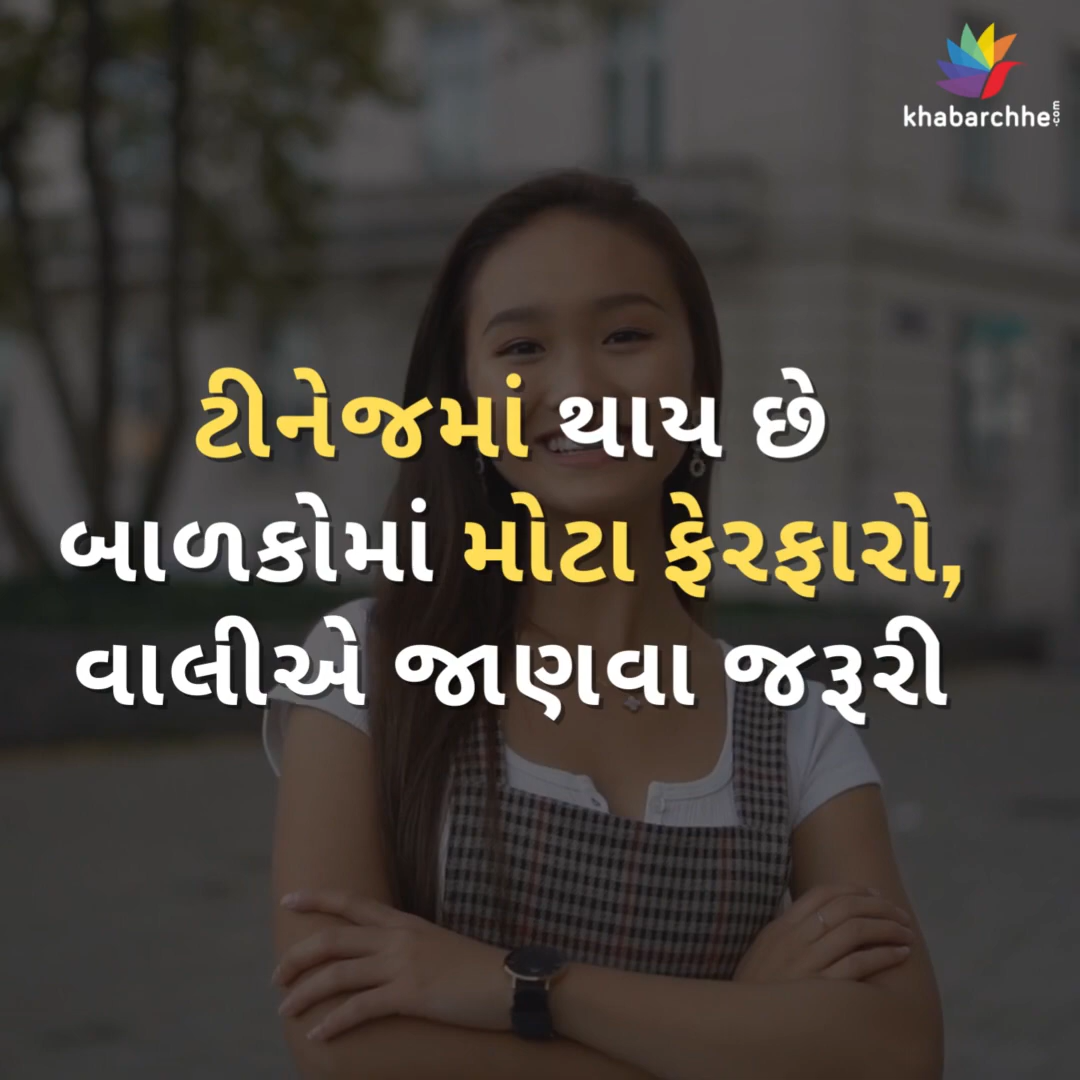 khabarchhe.com
ટીનેજમાં થાય છે
બાળકોમાં મોટા ફેરફારો,
વાલીએ જાણવા જરૂરી